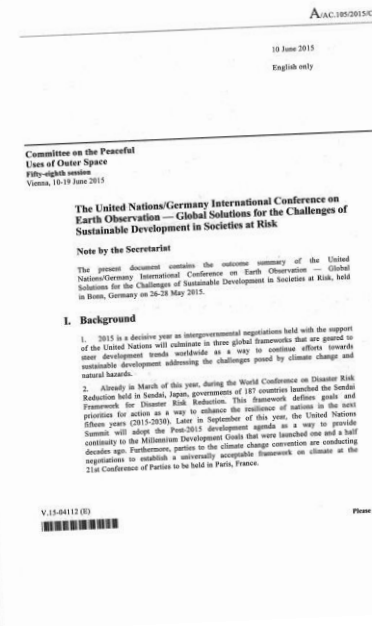 A/AC.105/2015/C
10 June 2015
English only
Committee on the Peaceful
Uses of Outer Space
Fifty-eighth session
Vienna, 10-19 June 2015
The United Nations/Germany International Conference on
Earth Observation — Global Solutions for the Challenges of
Sustainable Development in Societies at Risk
Note by the Secretariat
The present document contains the outcome summary of the United
Nations/Germany International Conference on Earth Observation — Global
Solutions for the Challenges of Sustainable Development in Societies at Risk, held
in Bonn, Germany on 26-28 May 2015.
I. Background
1. 2015 is a decisive year as intergovernmental negotiations held with the support
of the United Nations will culminate in three global frameworks that are geared to
steer development trends worldwide as a way to continue efforts towards
sustainable development addressing the challenges posed by climate change and
natural hazards.
2. Already in March of this year, during the World Conference on Disaster Risk
Reduction held in Sendai, Japan, governments of 187 countries launched the Sendai
Framework for Disaster Risk Reduction. This framework defines goals and
priorities for action as a way to enhance the resilience of nations in the next
fifteen years (2015-2030). Later in September of this year, the United Nations
Summit will adopt the Post-2015 development agenda as a way to provide
continuity to the Millennium Development Goals that were launched one and a half
decades ago. Furthermore, parties to the climate change convention are conducting
negotiations to establish a universally acceptable framework on climate at the
21st Conference of Parties to be held in Paris, France.
V.15-04112 (E)
Please